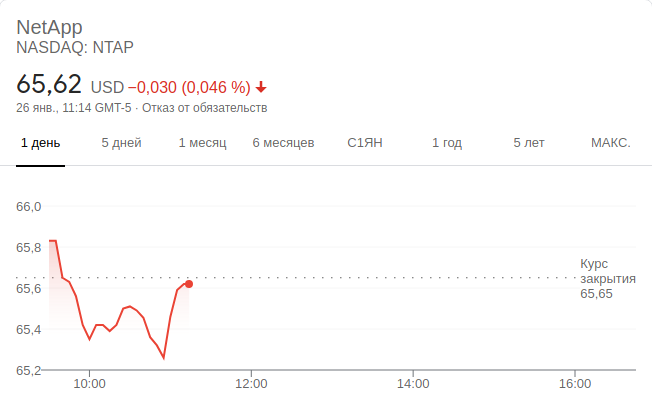 NetApp
NASDAQ: NTAP
65,62 USD −0,030 (0,046 %)
26 янв., 11:14 GMT-5 · Отказ от обязательств
1 день 5 дней 1 месяц 6 месяцев С1ЯН 1 год 5 лет МАКС.
66,0
65,8
Курс
закрытия
65,65
65,6
65,4
65,2
10:00 12:00 14:00 16:00